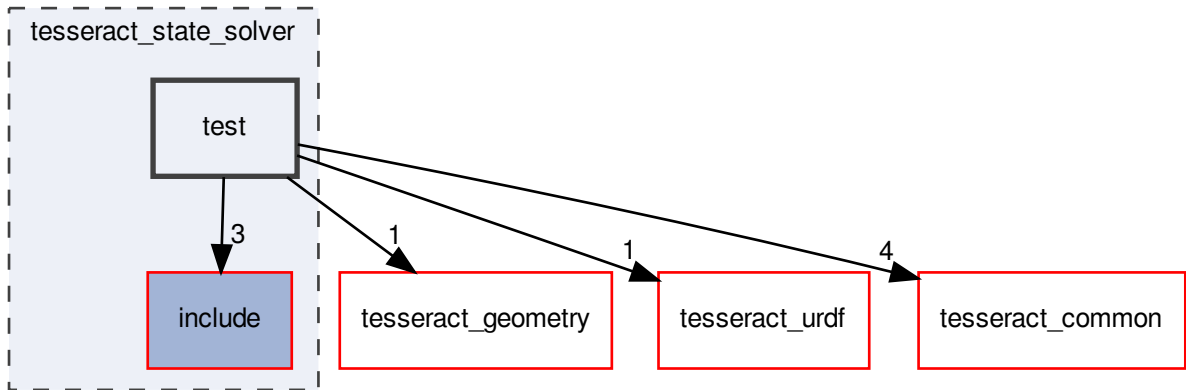 tesseract_state_solver
test
3
1
1
4
include
tesseract_geometry
tesseract_urdf
tesseract_common